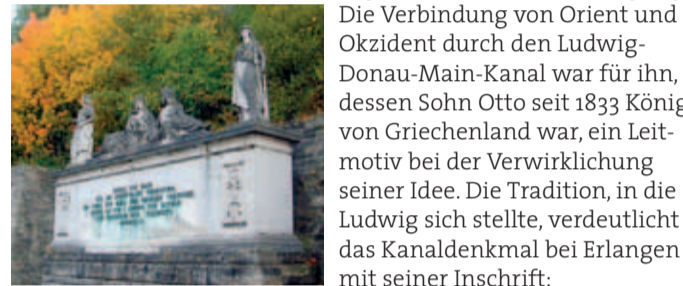 Die Verbindung von Orient und
Okzident durch den Ludwig-
Donau-Main-Kanal war für ihn,
dessen Sohn Otto seit 1833 König
von Griechenland war, ein Leit-
motiv bei der Verwirklichung
seiner Idee. Die Tradition, in die
Ludwig sich stellte, verdeutlicht
das Kanaldenkmal bei Erlangen
mit seiner Inschrift: